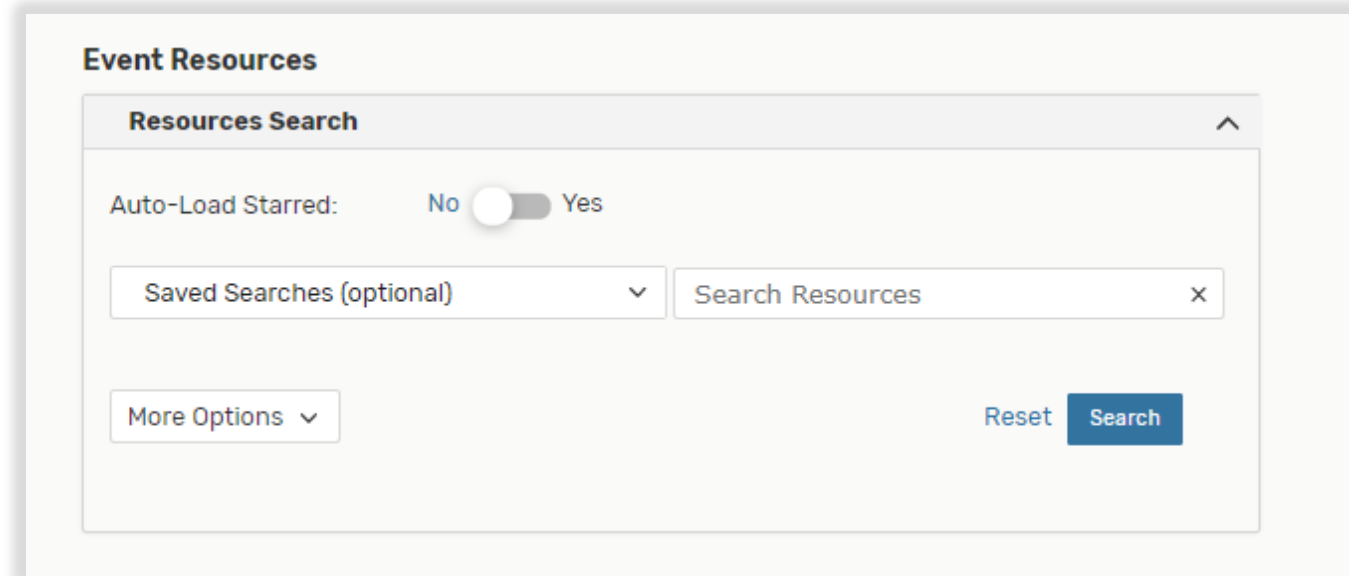 Event Resources
Resources Search
Auto-Load Starred: No Yes
Saved Searches (optional) Search Resources
More Options Reset Search